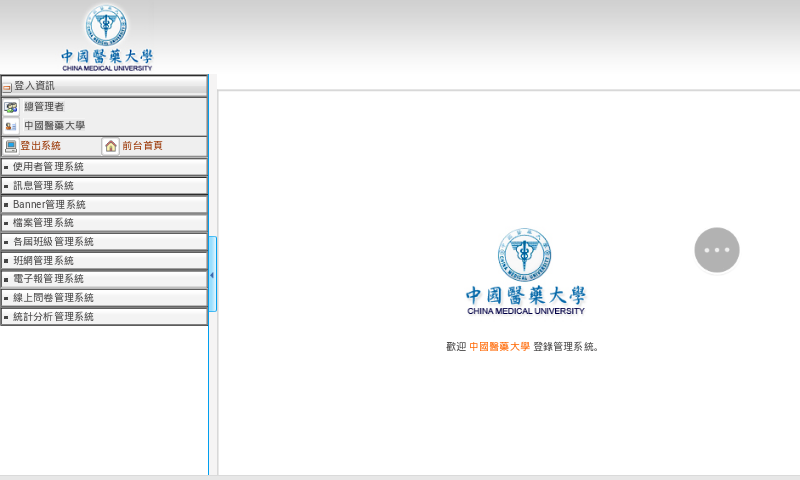 中國醫藥大學
CHINA MEDICAL UNIVERSITY
登入資訊
總管理者
中國醫藥大學
登出系統 前台首頁
使用者管理系統
訊息管理系統
Banner管理系統
檔案管理系統
各屆班級管理系統
班網管理系統
電子報管理系統
線上問卷管理系統
統計分析管理系統
中國醫藥大學
CHINA MEDICAL UNIVERSITY
歡迎 中國醫藥大學 登錄管理系統。